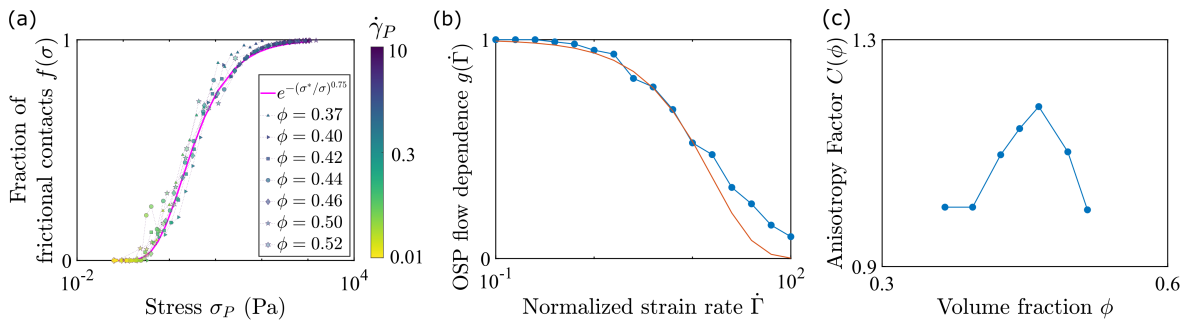 (a)
Fraction of
frictional contacts f(σ)
1
0
10^-2
10^4
Stress σ_P (Pa)
e^{-(σ*/σ)^{0.75}}
ϕ = 0.37
ϕ = 0.40
ϕ = 0.42
ϕ = 0.44
ϕ = 0.46
ϕ = 0.50
ϕ = 0.52
γ̇_P
10
0.3
0.01
(b)
OSP flow dependence g(Γ̇)
1
0
10^-1
10^2
Normalized strain rate Γ̇
(c)
Anisotropy Factor C(ϕ)
1.3
0.9
0.3
0.6
Volume fraction ϕ